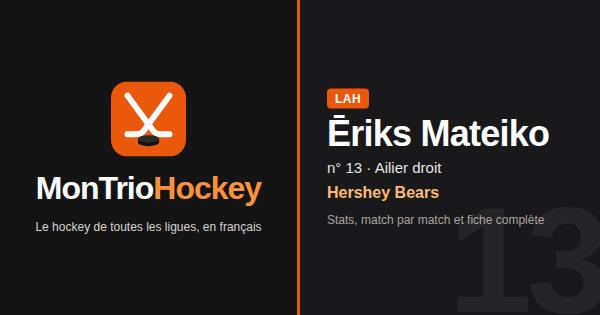 MonTrioHockey
Le hockey de toutes les ligues, en français
LAH
Ēriks Mateiko
n° 13 · Ailier droit
Hershey Bears
Stats, match par match et fiche complète
13